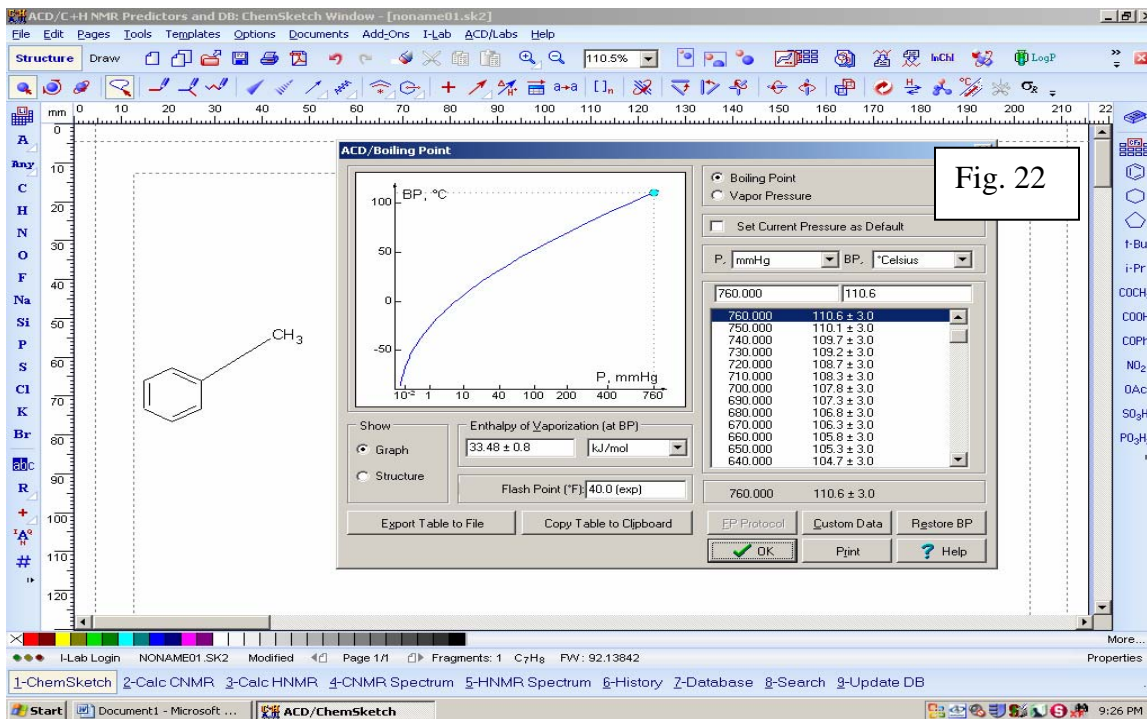 ACD/C+H NMR Predictors and DB: ChemSketch Window - [noname01.sk2]
File Edit Pages Tools Templates Options Documents Add-Ons I-Lab ACD/Labs Help
Structure Draw 110.5% InChI LogP
mm 0 10 20 30 40 50 60 70 80 90 100 110 120 130 140 150 160 170 180 190 200 210 22
0
10
20
30
40
50
60
70
80
90
100
110
120
A
Any
C
H
N
O
F
Na
Si
P
S
Cl
K
Br
abc
R
+
#
CH3
ACD/Boiling Point
BP, °C
100
50
0
-50
P, mmHg
10-2 1 10 40 100 200 400 760
Show
Graph
Structure
Enthalpy of Vaporization (at BP)
33.48 ± 0.8 kJ/mol
Flash Point (°F): 40.0 (exp)
Export Table to File Copy Table to Clipboard
Boiling Point
Vapor Pressure
Set Current Pressure as Default
P, mmHg BP, °Celsius
760.000 110.6
760.000 110.6 ± 3.0
750.000 110.1 ± 3.0
740.000 109.7 ± 3.0
730.000 109.2 ± 3.0
720.000 108.7 ± 3.0
710.000 108.3 ± 3.0
700.000 107.8 ± 3.0
690.000 107.3 ± 3.0
680.000 106.8 ± 3.0
670.000 106.3 ± 3.0
660.000 105.8 ± 3.0
650.000 105.3 ± 3.0
640.000 104.7 ± 3.0
760.000 110.6 ± 3.0
BP Protocol Custom Data Restore BP
OK Print Help
Fig. 22
t-Bu
i-Pr
COCH
COOH
COPh
NO2
OAc
SO3H
PO3H
More...
I-Lab Login NONAME01.SK2 Modified Page 1/1 Fragments: 1 C7H8 FW: 92.13842 Properties
1-ChemSketch 2-Calc CNMR 3-Calc HNMR 4-CNMR Spectrum 5-HNMR Spectrum 6-History 7-Database 8-Search 9-Update DB
Start Document1 - Microsoft ... ACD/ChemSketch 9:26 PM